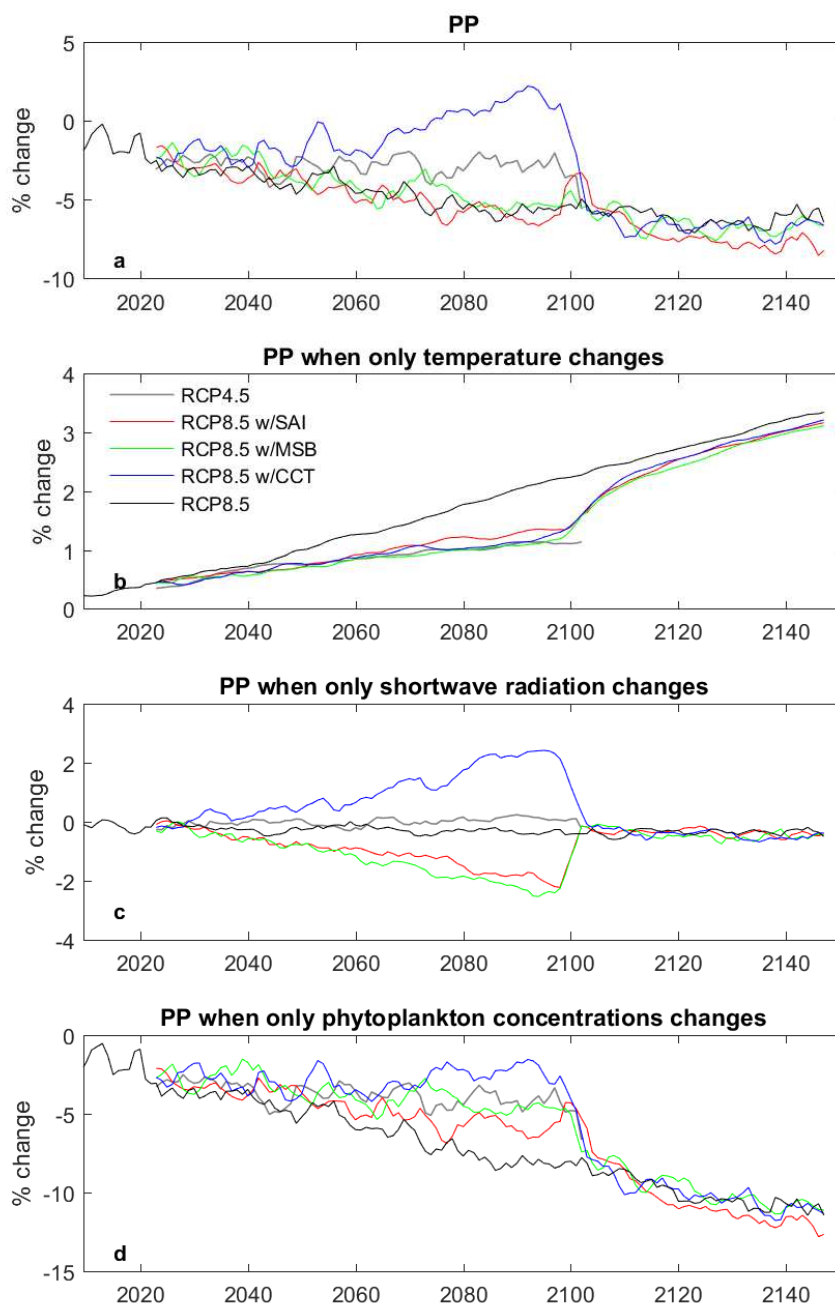 PP
5
0
-5
-10
% change
a
2020 2040 2060 2080 2100 2120 2140
PP when only temperature changes
4
3
2
1
0
% change
RCP4.5
RCP8.5 w/SAI
RCP8.5 w/MSB
RCP8.5 w/CCT
RCP8.5
b
2020 2040 2060 2080 2100 2120 2140
PP when only shortwave radiation changes
4
2
0
-2
-4
% change
c
2020 2040 2060 2080 2100 2120 2140
PP when only phytoplankton concentrations changes
0
-5
-10
-15
% change
d
2020 2040 2060 2080 2100 2120 2140